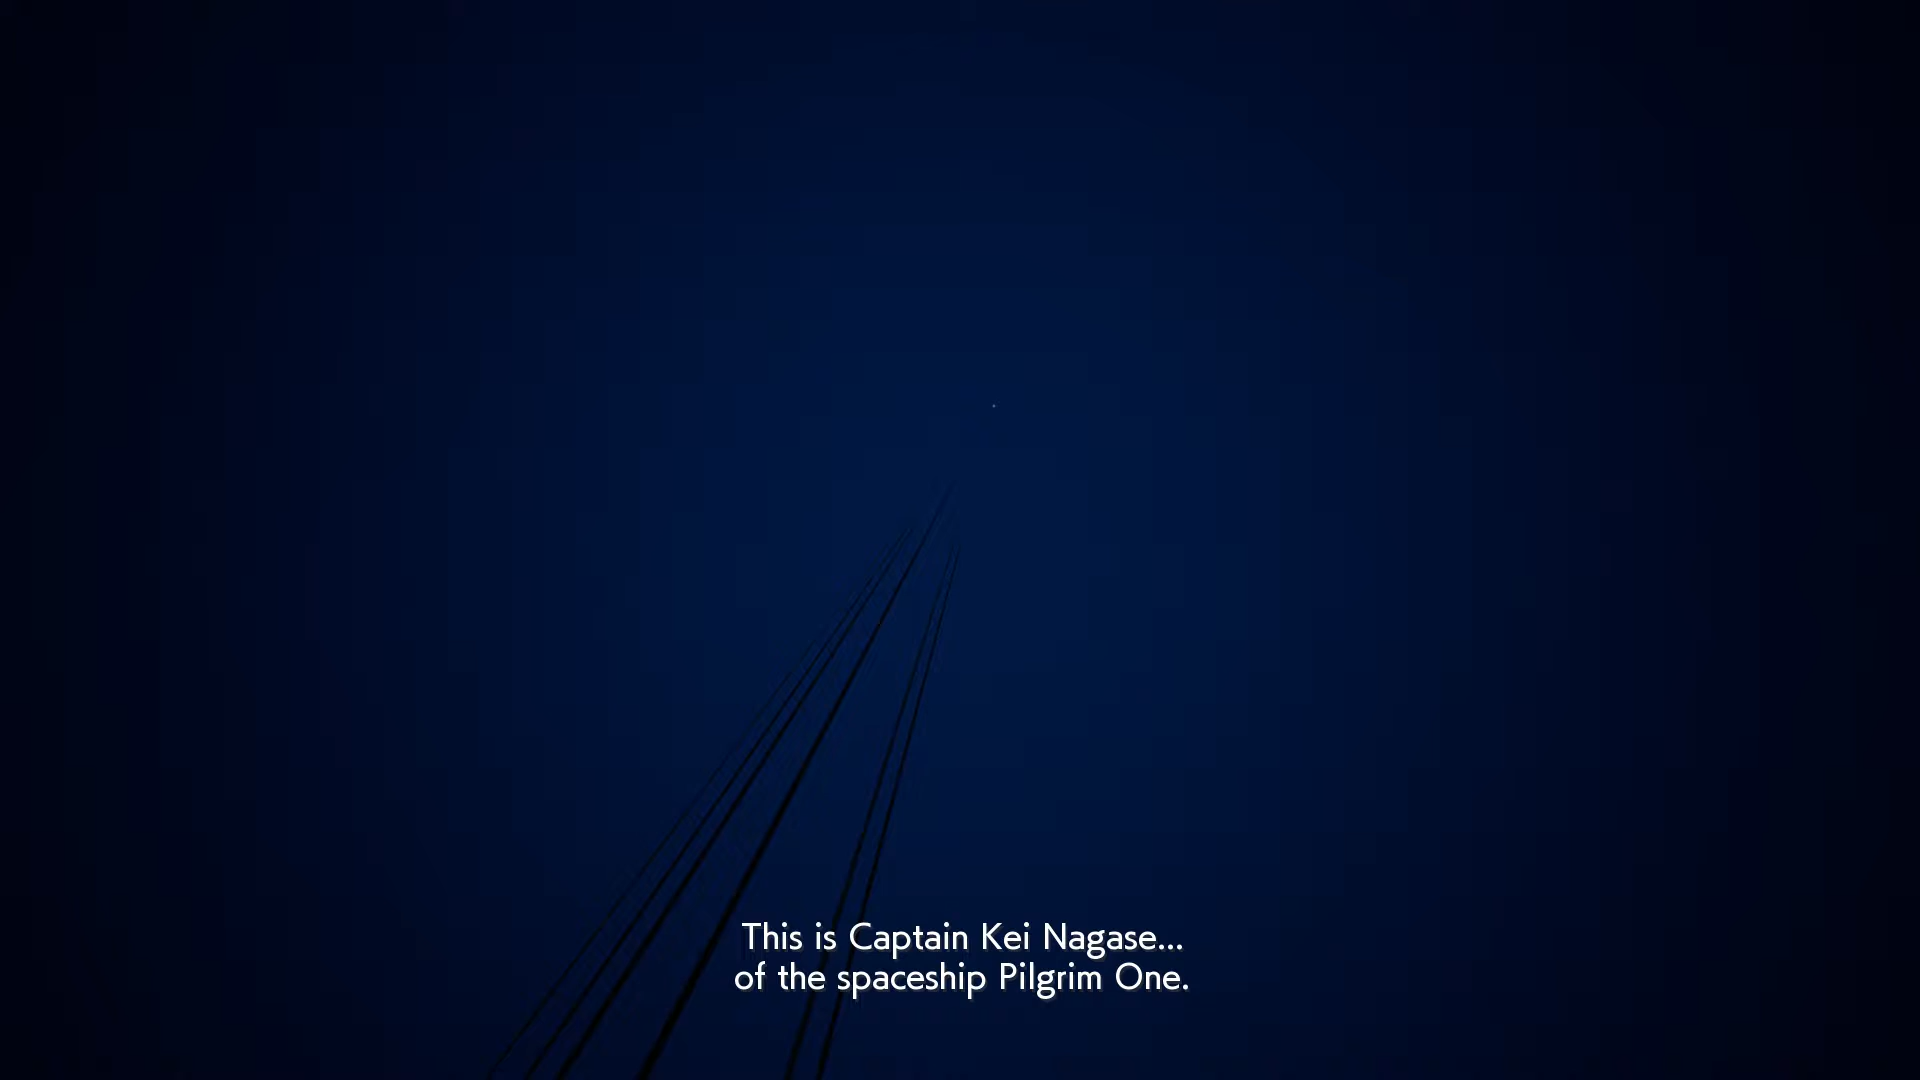 This is Captain Kei Nagase...
of the spaceship Pilgrim One.